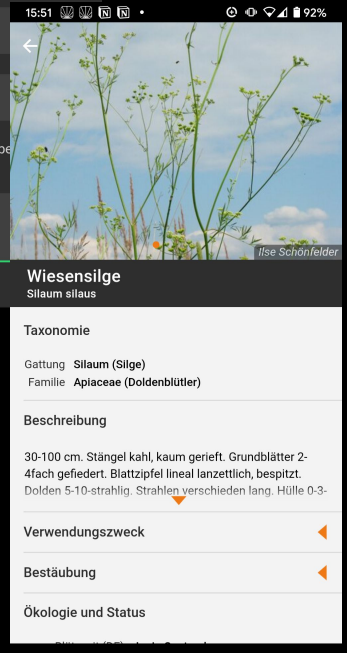 15:51
N
N
92%
be
Ilse Schönfelder
Wiesensilge
Silaum silaus
Taxonomie
Gattung Silaum (Silge)
Familie Apiaceae (Doldenblütler)
Beschreibung
30-100 cm. Stängel kahl, kaum gerieft. Grundblätter 2-
4fach gefiedert. Blattzipfel lineal lanzettlich, bespitzt.
Dolden 5-10-strahlig. Strahlen verschieden lang. Hülle 0-3-
Verwendungszweck
Bestäubung
Ökologie und Status